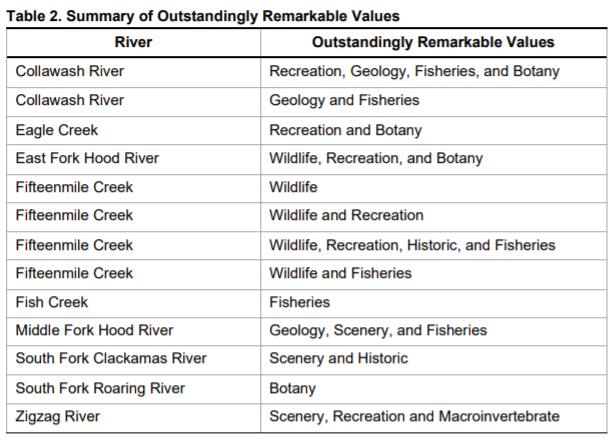 Table 2. Summary of Outstandingly Remarkable Values
River Outstandingly Remarkable Values
Collawash River Recreation, Geology, Fisheries, and Botany
Collawash River Geology and Fisheries
Eagle Creek Recreation and Botany
East Fork Hood River Wildlife, Recreation, and Botany
Fifteenmile Creek Wildlife
Fifteenmile Creek Wildlife and Recreation
Fifteenmile Creek Wildlife, Recreation, Historic, and Fisheries
Fifteenmile Creek Wildlife and Fisheries
Fish Creek Fisheries
Middle Fork Hood River Geology, Scenery, and Fisheries
South Fork Clackamas River Scenery and Historic
South Fork Roaring River Botany
Zigzag River Scenery, Recreation and Macroinvertebrate